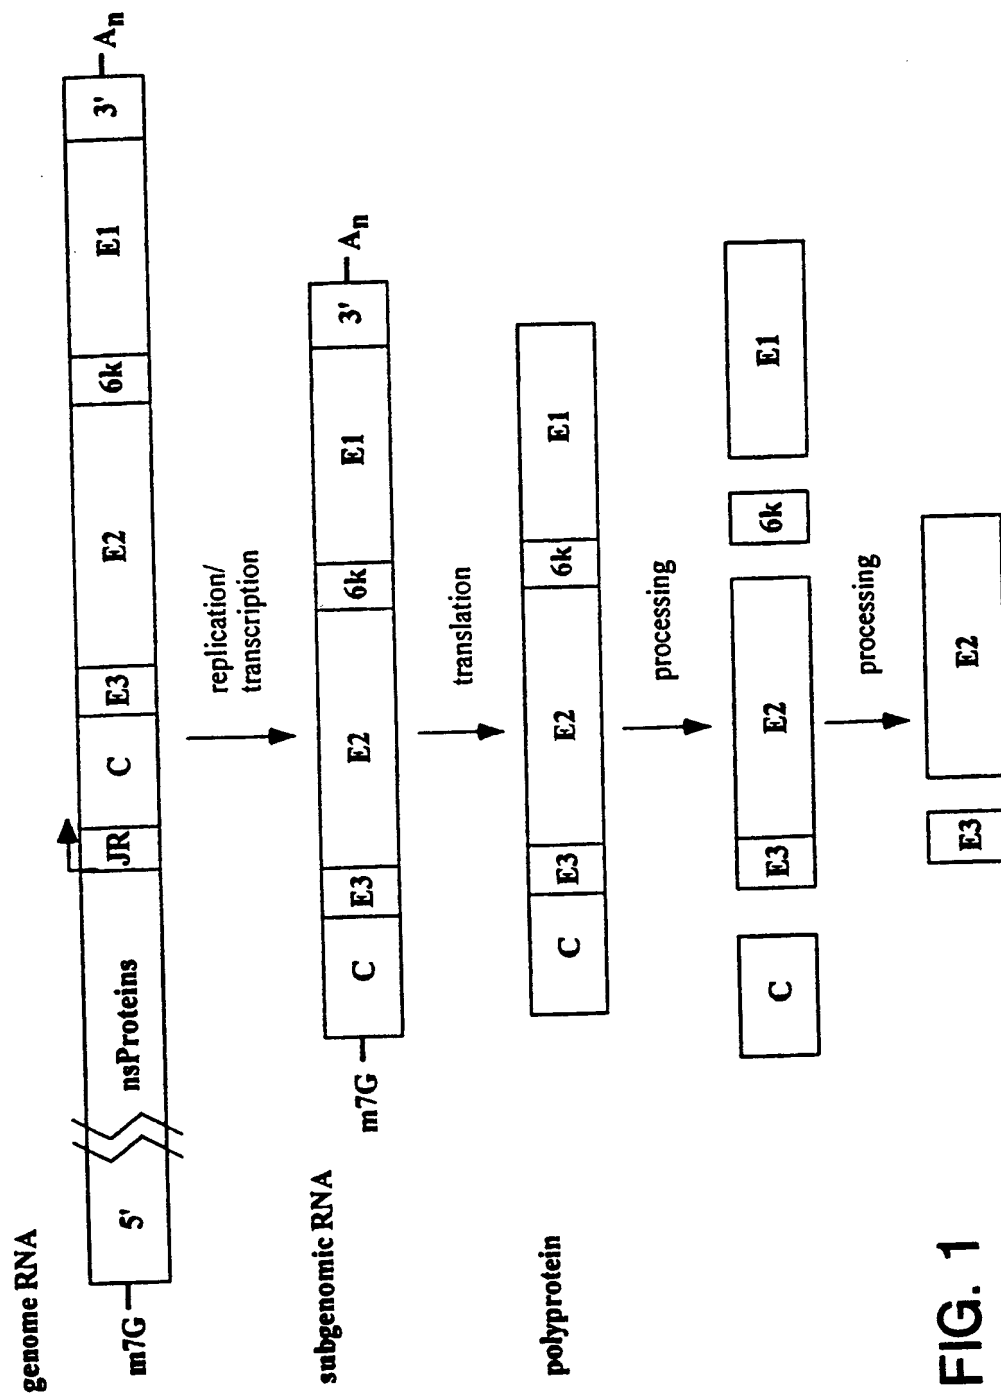 genome RNA
m7G 5' nsProteins JR C E3 E2 6k E1 3' An
replication/
transcription
subgenomic RNA
m7G C E3 E2 6k E1 3' An
translation
polyprotein
C E3 E2 6k E1
processing
C E3 E2 6k E1
processing
E3 E2
FIG. 1